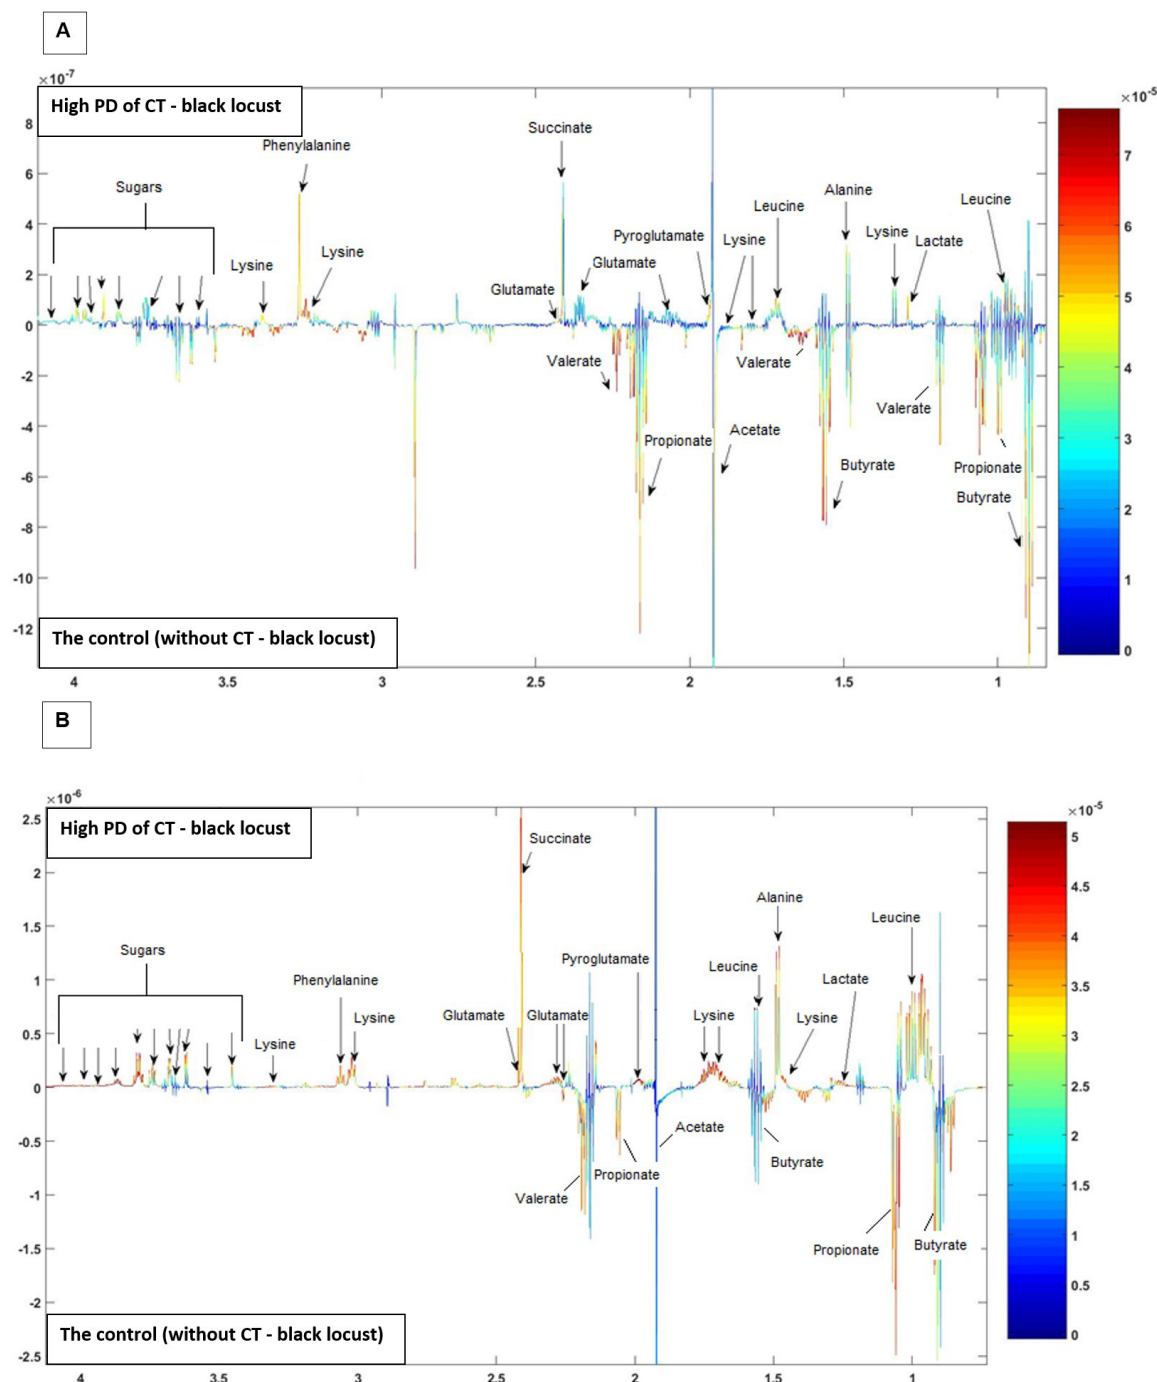 A
×10⁻⁷
High PD of CT - black locust
8
6
4
2
0
-2
-4
-6
-8
-10
-12
Phenylalanine
Sugars
Lysine
Lysine
Succinate
Glutamate
Glutamate
Pyroglutamate
Lysine
Leucine
Alanine
Lysine
Lactate
Leucine
Valerate
Propionate
Acetate
Valerate
Butyrate
Valerate
Propionate
Butyrate
The control (without CT - black locust)
4 3.5 3 2.5 2 1.5 1
×10⁻⁵
7
6
5
4
3
2
1
0
B
×10⁻⁶
High PD of CT - black locust
2.5
2
1.5
1
0.5
0
-0.5
-1
-1.5
-2
-2.5
Succinate
Sugars
Phenylalanine
Lysine
Lysine
Glutamate
Glutamate
Pyroglutamate
Leucine
Lysine
Alanine
Lysine
Lactate
Leucine
Valerate
Propionate
Acetate
Butyrate
Propionate
Butyrate
The control (without CT - black locust)
4 3.5 3 2.5 2 1.5 1
×10⁻⁵
5
4.5
4
3.5
3
2.5
2
1.5
1
0.5
0